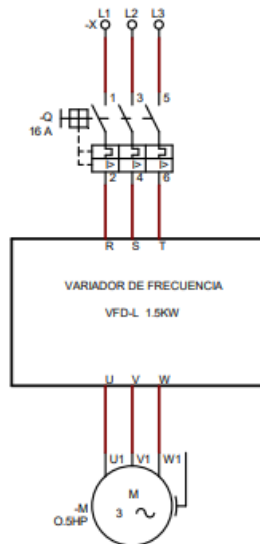 L1 L2 L3
-X
1 3 5
-Q
16 A
I> I> I>
2 4 6
R S T
VARIADOR DE FRECUENCIA
VFD-L 1.5KW
U V W
U1 V1 W1
M
3 ~
-M
O.5HP